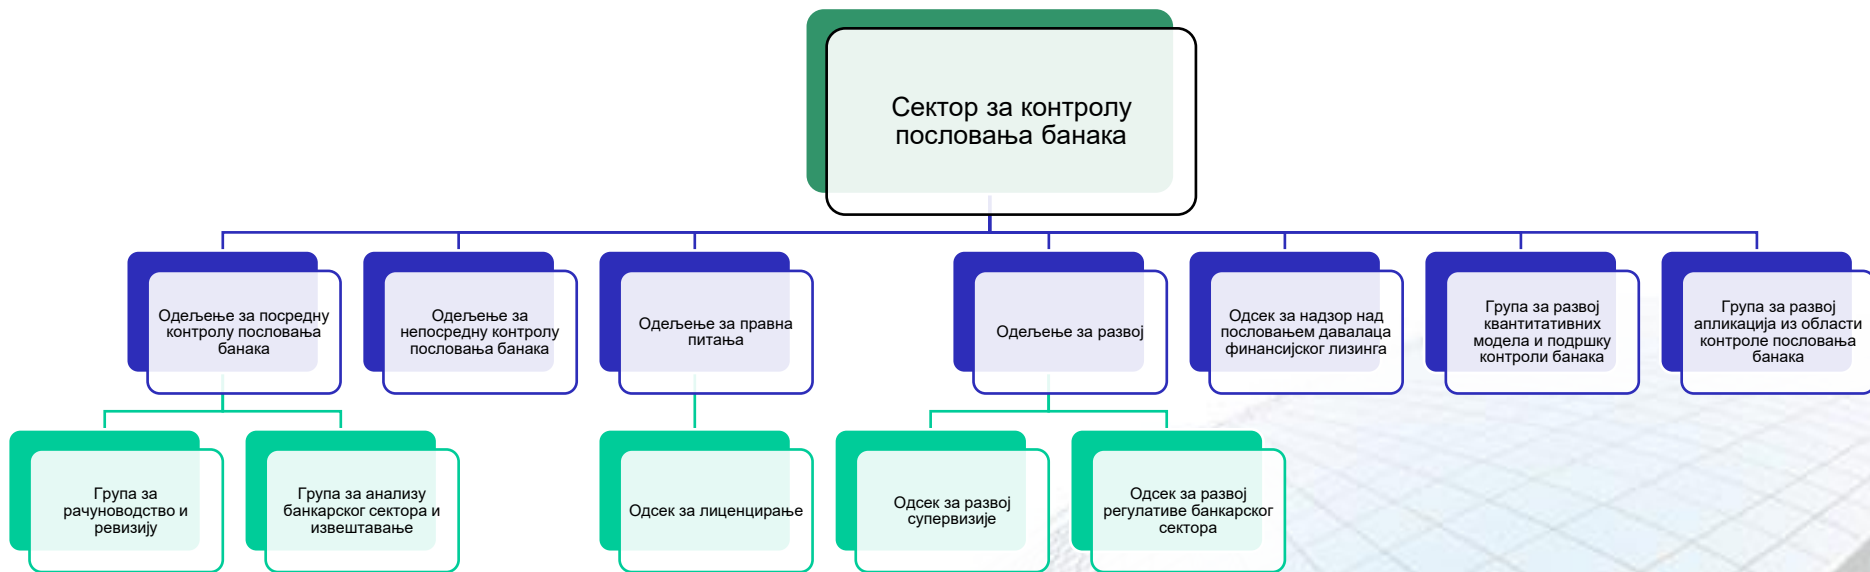 Сектор за контролу
пословања банака
Одељење за посредну
контролу пословања
банака
Одељење за
непосредну контролу
пословања банака
Одељење за правна
питања
Одељење за развој
Одсек за надзор над
пословањем давалаца
финансијског лизинга
Група за развој
квантитативних
модела и подршку
контроли банака
Група за развој
апликација из области
контроле пословања
банака
Група за
рачуноводство и
ревизију
Група за анализу
банкарског сектора и
извештавање
Одсек за лиценцирање
Одсек за развој
супервизије
Одсек за развој
регулативе банкарског
сектора